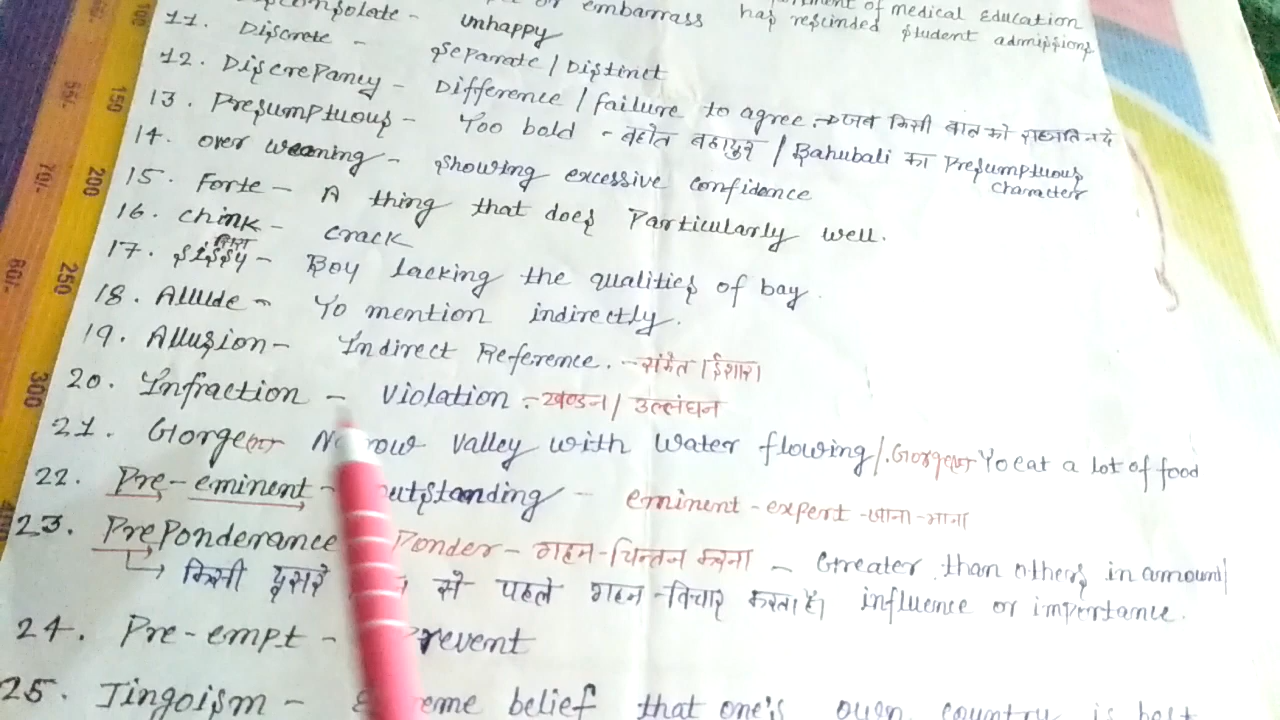 or embarrass has rescinded student admissions
of Medical Education
unhappy
11. Discrete - Separate / Distinct
12. Discrepancy - Difference / failure to agree. → जब किसी बात को
13. Presumptuous - Too bold - बहोत बहादुर / Bahubali का Presumptuous character
14. over weaning - Showing excessive confidence
15. Forte - A thing that does Particularly well.
16. Chink - crack
17. Sissy - Boy lacking the qualities of bay.
18. Allude - To mention indirectly.
19. Allusion - Indirect Reference. - संकेत / ईशारा
20. Infraction - Violation - खण्डन / उल्लंघन
21. Gorge(n) Narrow valley with water flowing / Gorge To eat a lot of food
22. Pre-eminent - outstanding - eminent - expert - जाना-माना
23. PrePonderance Ponder - गहन-चिन्तन करना - Greater than others in amount/
→ किसी दूसरे से पहले गहन-विचार करता है। influence or importance.
24. Pre-empt - Prevent
25. Jingoism - Extreme belief that one's own country is best